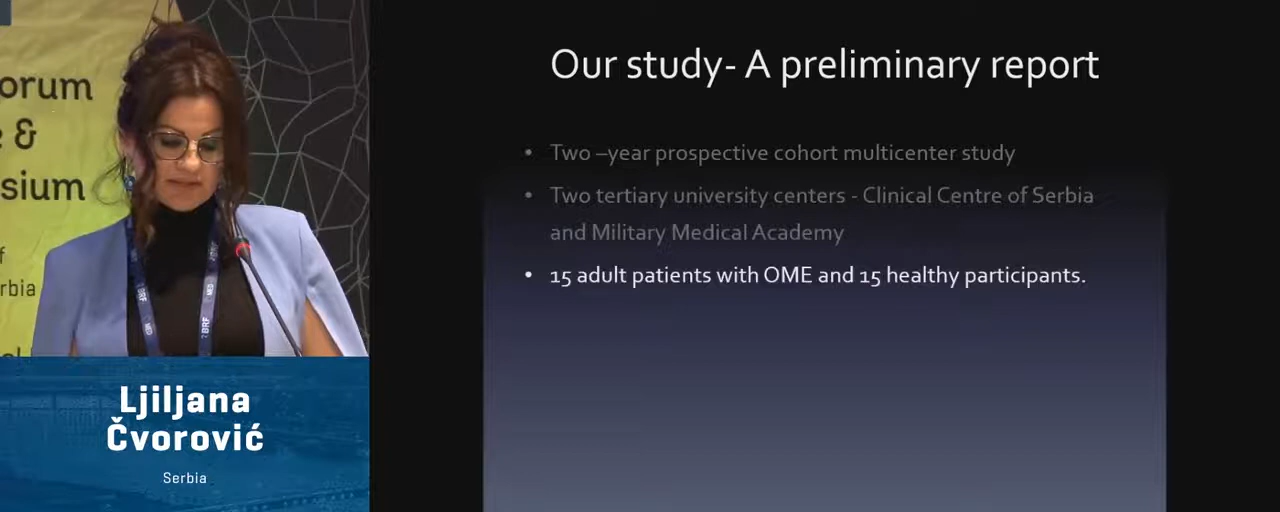 orum
&
sium
f
rbia
Ljiljana
Čvorović
Serbia
Our study- A preliminary report
• Two –year prospective cohort multicenter study
• Two tertiary university centers - Clinical Centre of Serbia
and Military Medical Academy
• 15 adult patients with OME and 15 healthy participants.